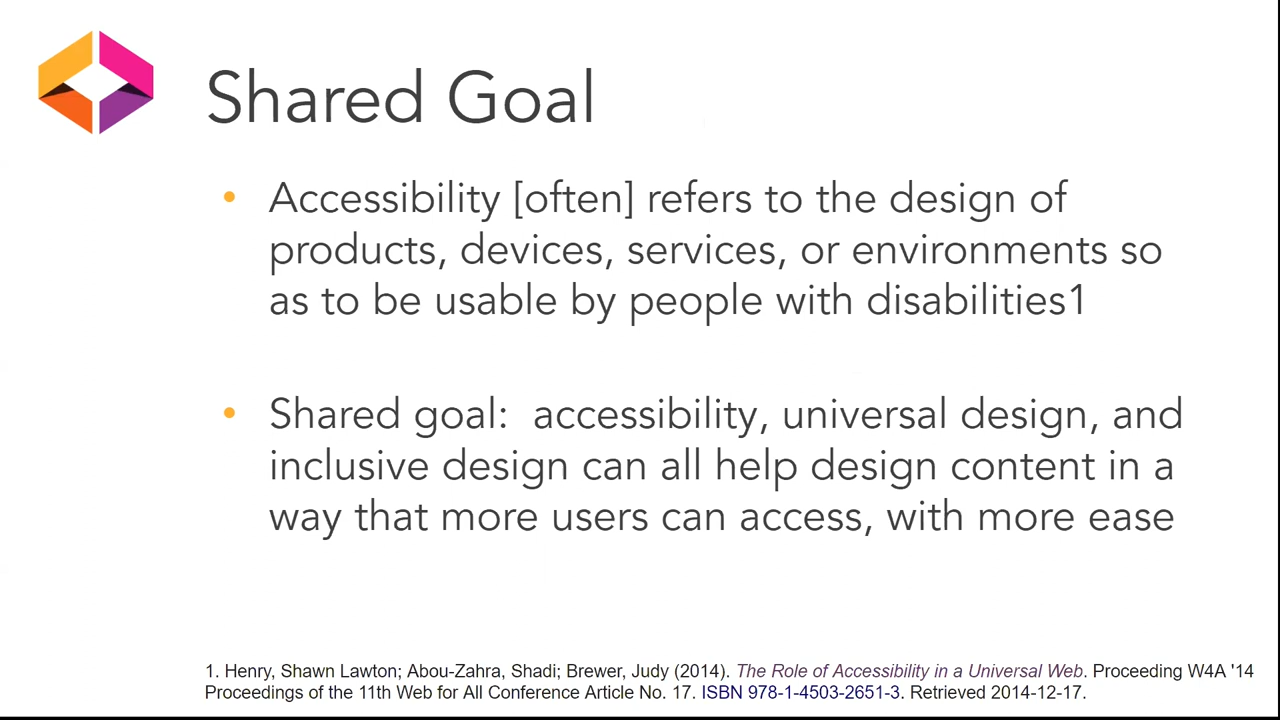 Shared Goal
• Accessibility [often] refers to the design of
products, devices, services, or environments so
as to be usable by people with disabilities1
• Shared goal:  accessibility, universal design, and
inclusive design can all help design content in a
way that more users can access, with more ease
1. Henry, Shawn Lawton; Abou-Zahra, Shadi; Brewer, Judy (2014). The Role of Accessibility in a Universal Web. Proceeding W4A '14
Proceedings of the 11th Web for All Conference Article No. 17. ISBN 978-1-4503-2651-3. Retrieved 2014-12-17.